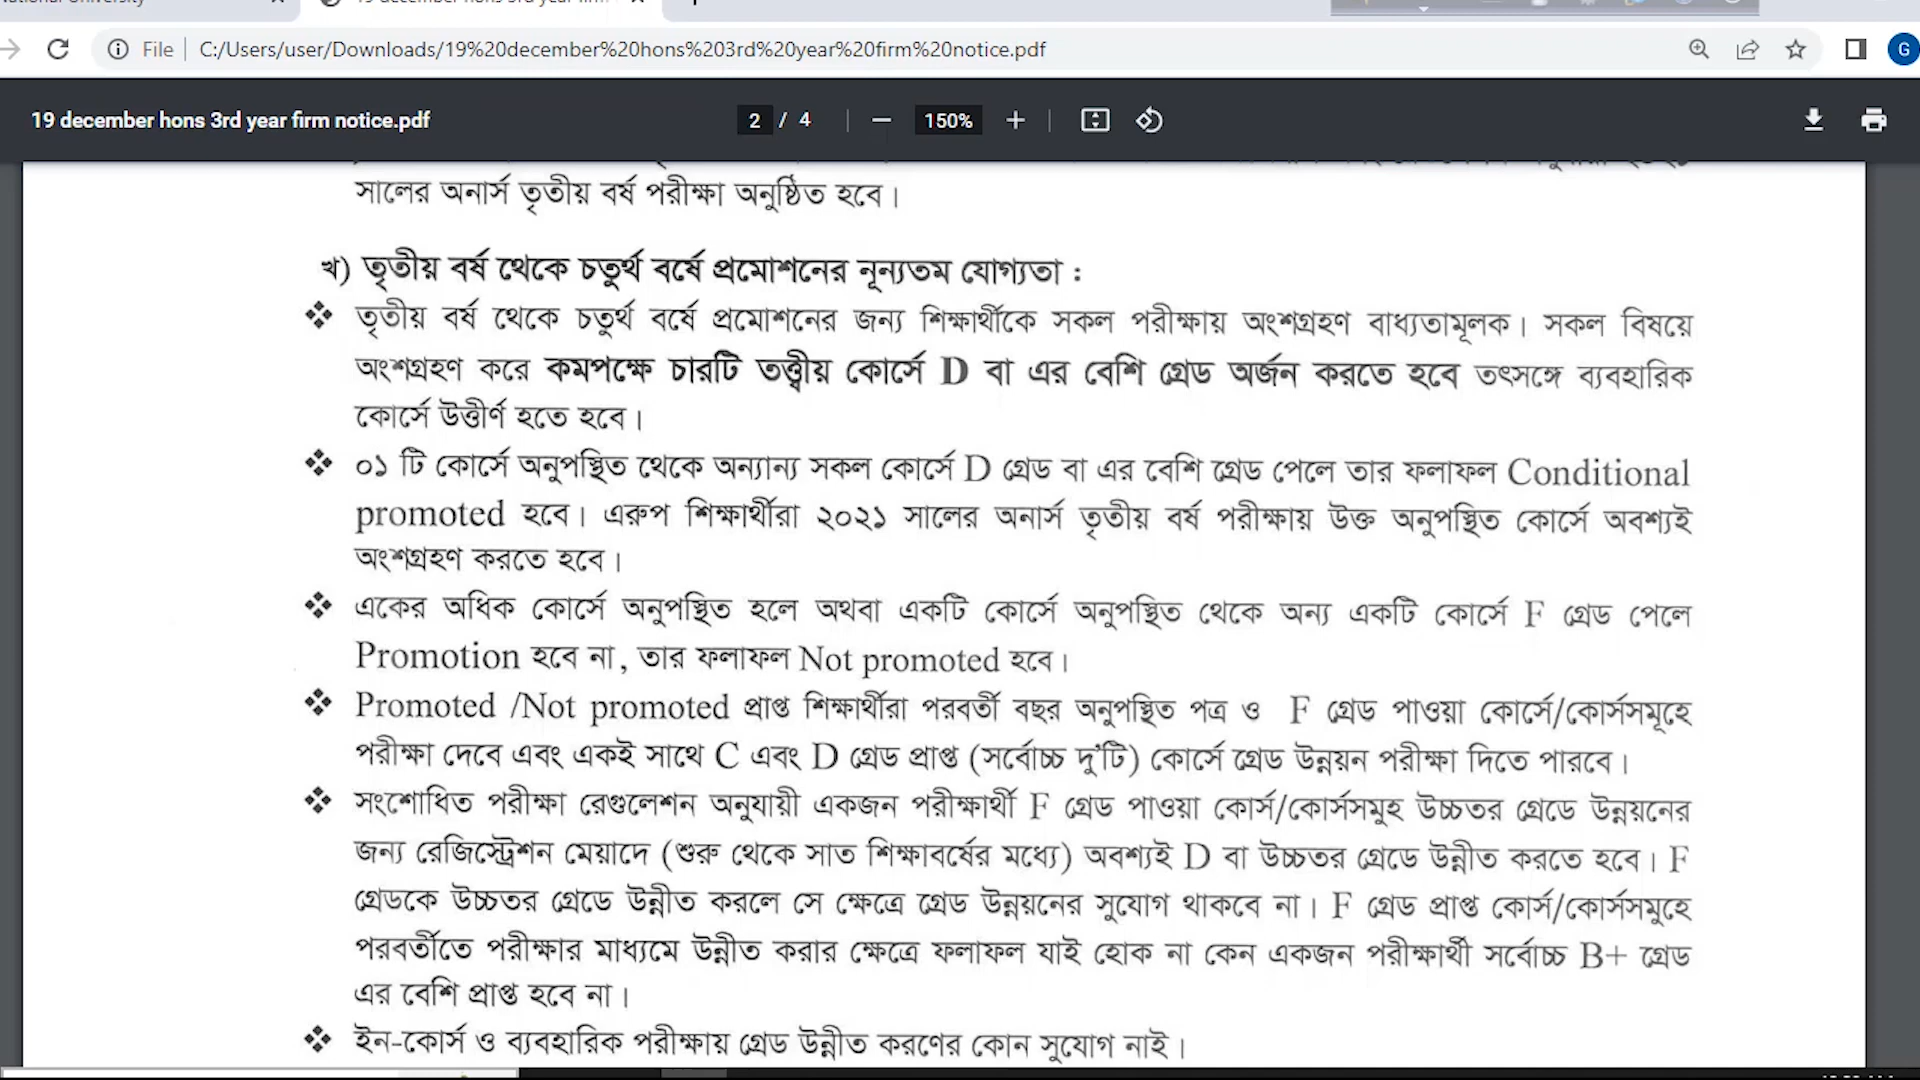 19 december hons 3rd year firm
File
C:/Users/user/Downloads/19%20december%20hons%203rd%20year%20firm%20notice.pdf
G
19 december hons 3rd year firm notice.pdf
2 / 4
150%
সালের অনার্স তৃতীয় বর্ষ পরীক্ষা অনুষ্ঠিত হবে।
খ) তৃতীয় বর্ষ থেকে চতুর্থ বর্ষে প্রমোশনের নূন্যতম যোগ্যতা :
❖ তৃতীয় বর্ষ থেকে চতুর্থ বর্ষে প্রমোশনের জন্য শিক্ষার্থীকে সকল পরীক্ষায় অংশগ্রহণ বাধ্যতামূলক। সকল বিষয়ে
অংশগ্রহণ করে কমপক্ষে চারটি তত্ত্বীয় কোর্সে D বা এর বেশি গ্রেড অর্জন করতে হবে তৎসঙ্গে ব্যবহারিক
কোর্সে উত্তীর্ণ হতে হবে।
❖ ০১ টি কোর্সে অনুপস্থিত থেকে অন্যান্য সকল কোর্সে D গ্রেড বা এর বেশি গ্রেড পেলে তার ফলাফল Conditional
promoted হবে। এরুপ শিক্ষার্থীরা ২০২১ সালের অনার্স তৃতীয় বর্ষ পরীক্ষায় উক্ত অনুপস্থিত কোর্সে অবশ্যই
অংশগ্রহণ করতে হবে।
❖ একের অধিক কোর্সে অনুপস্থিত হলে অথবা একটি কোর্সে অনুপস্থিত থেকে অন্য একটি কোর্সে F গ্রেড পেলে
Promotion হবে না, তার ফলাফল Not promoted হবে।
❖ Promoted /Not promoted প্রাপ্ত শিক্ষার্থীরা পরবর্তী বছর অনুপস্থিত পত্র ও F গ্রেড পাওয়া কোর্সে/কোর্সসমূহে
পরীক্ষা দেবে এবং একই সাথে C এবং D গ্রেড প্রাপ্ত (সর্বোচ্চ দু'টি) কোর্সে গ্রেড উন্নয়ন পরীক্ষা দিতে পারবে।
❖ সংশোধিত পরীক্ষা রেগুলেশন অনুযায়ী একজন পরীক্ষার্থী F গ্রেড পাওয়া কোর্স/কোর্সসমুহ উচ্চতর গ্রেডে উন্নয়নের
জন্য রেজিস্ট্রেশন মেয়াদে (শুরু থেকে সাত শিক্ষাবর্ষের মধ্যে) অবশ্যই D বা উচ্চতর গ্রেডে উন্নীত করতে হবে। F
গ্রেডকে উচ্চতর গ্রেডে উন্নীত করলে সে ক্ষেত্রে গ্রেড উন্নয়নের সুযোগ থাকবে না। F গ্রেড প্রাপ্ত কোর্স/কোর্সসমুহে
পরবর্তীতে পরীক্ষার মাধ্যমে উন্নীত করার ক্ষেত্রে ফলাফল যাই হোক না কেন একজন পরীক্ষার্থী সর্বোচ্চ B+ গ্রেড
এর বেশি প্রাপ্ত হবে না।
❖ ইন-কোর্স ও ব্যবহারিক পরীক্ষায় গ্রেড উন্নীত করণের কোন সুযোগ নাই।